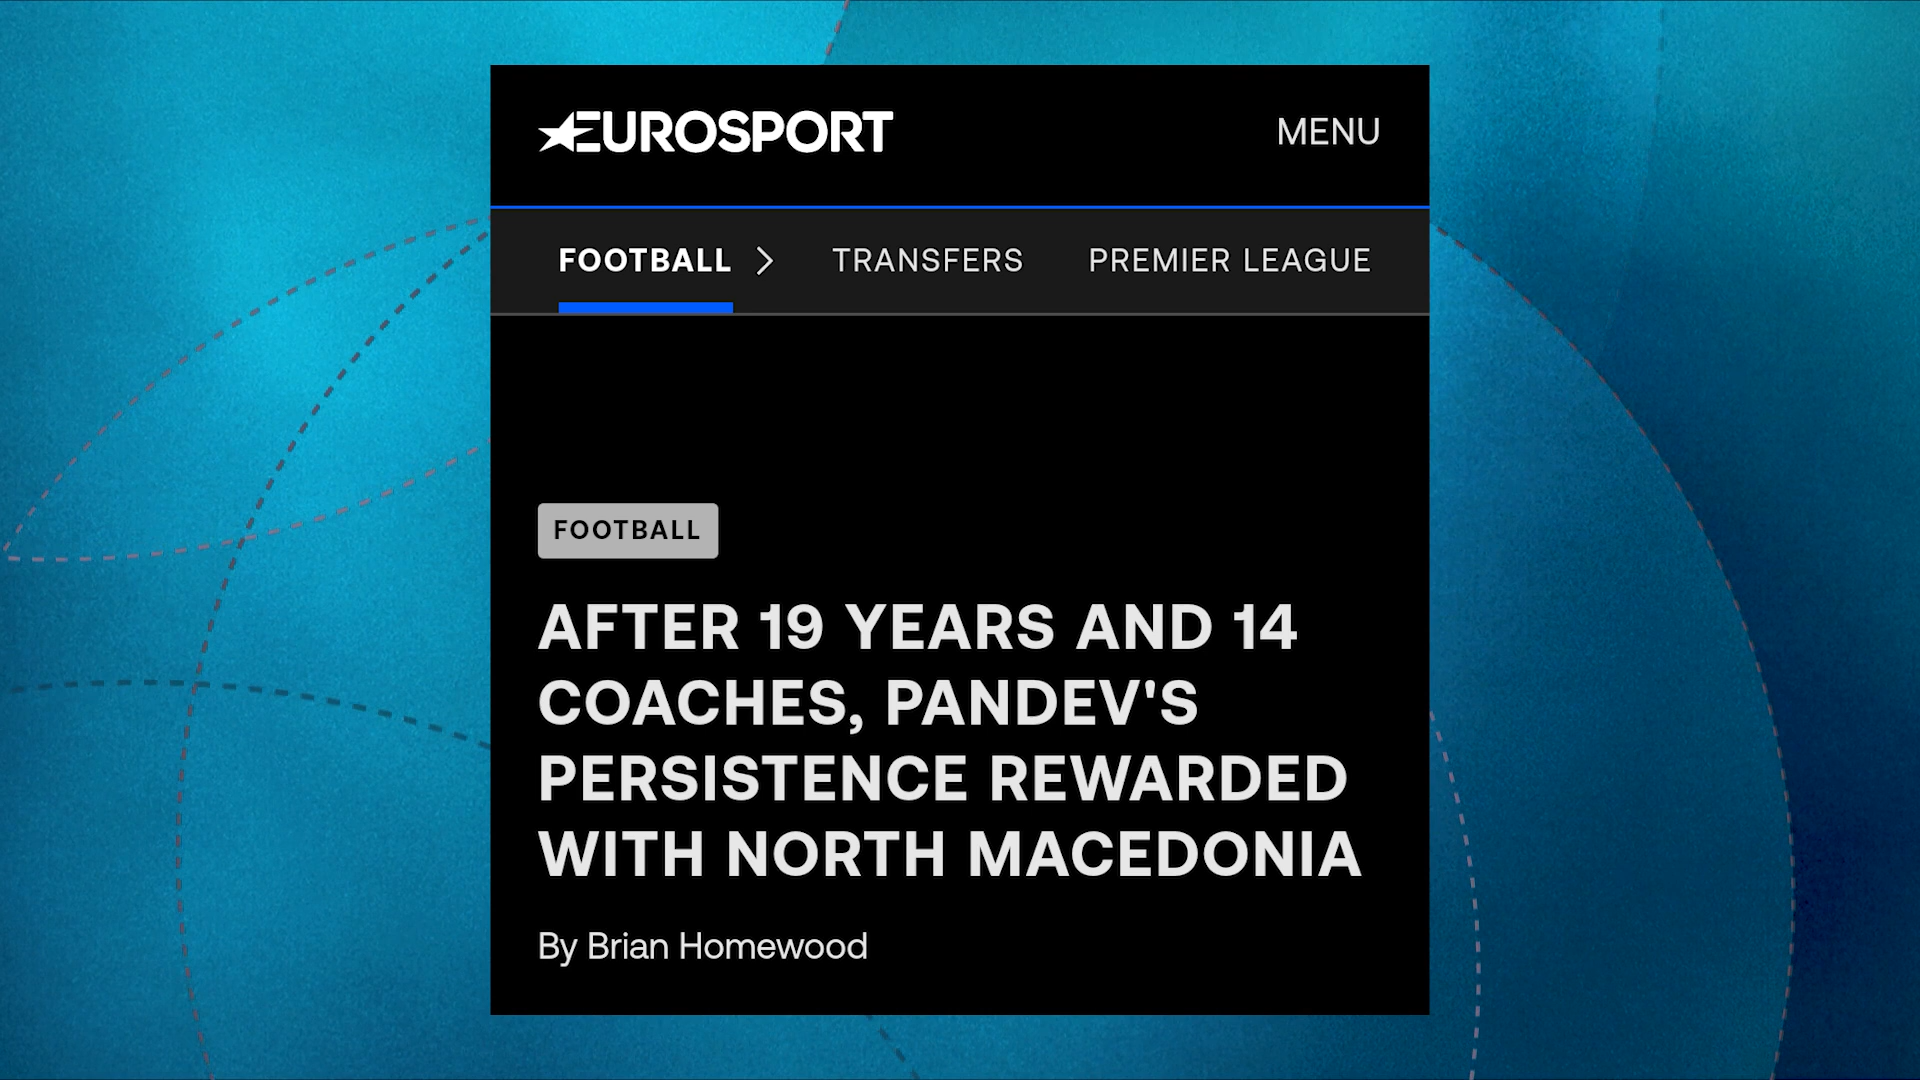 EUROSPORT
MENU
FOOTBALL
TRANSFERS
PREMIER LEAGUE
FOOTBALL
AFTER 19 YEARS AND 14
COACHES, PANDEV'S
PERSISTENCE REWARDED
WITH NORTH MACEDONIA
By Brian Homewood